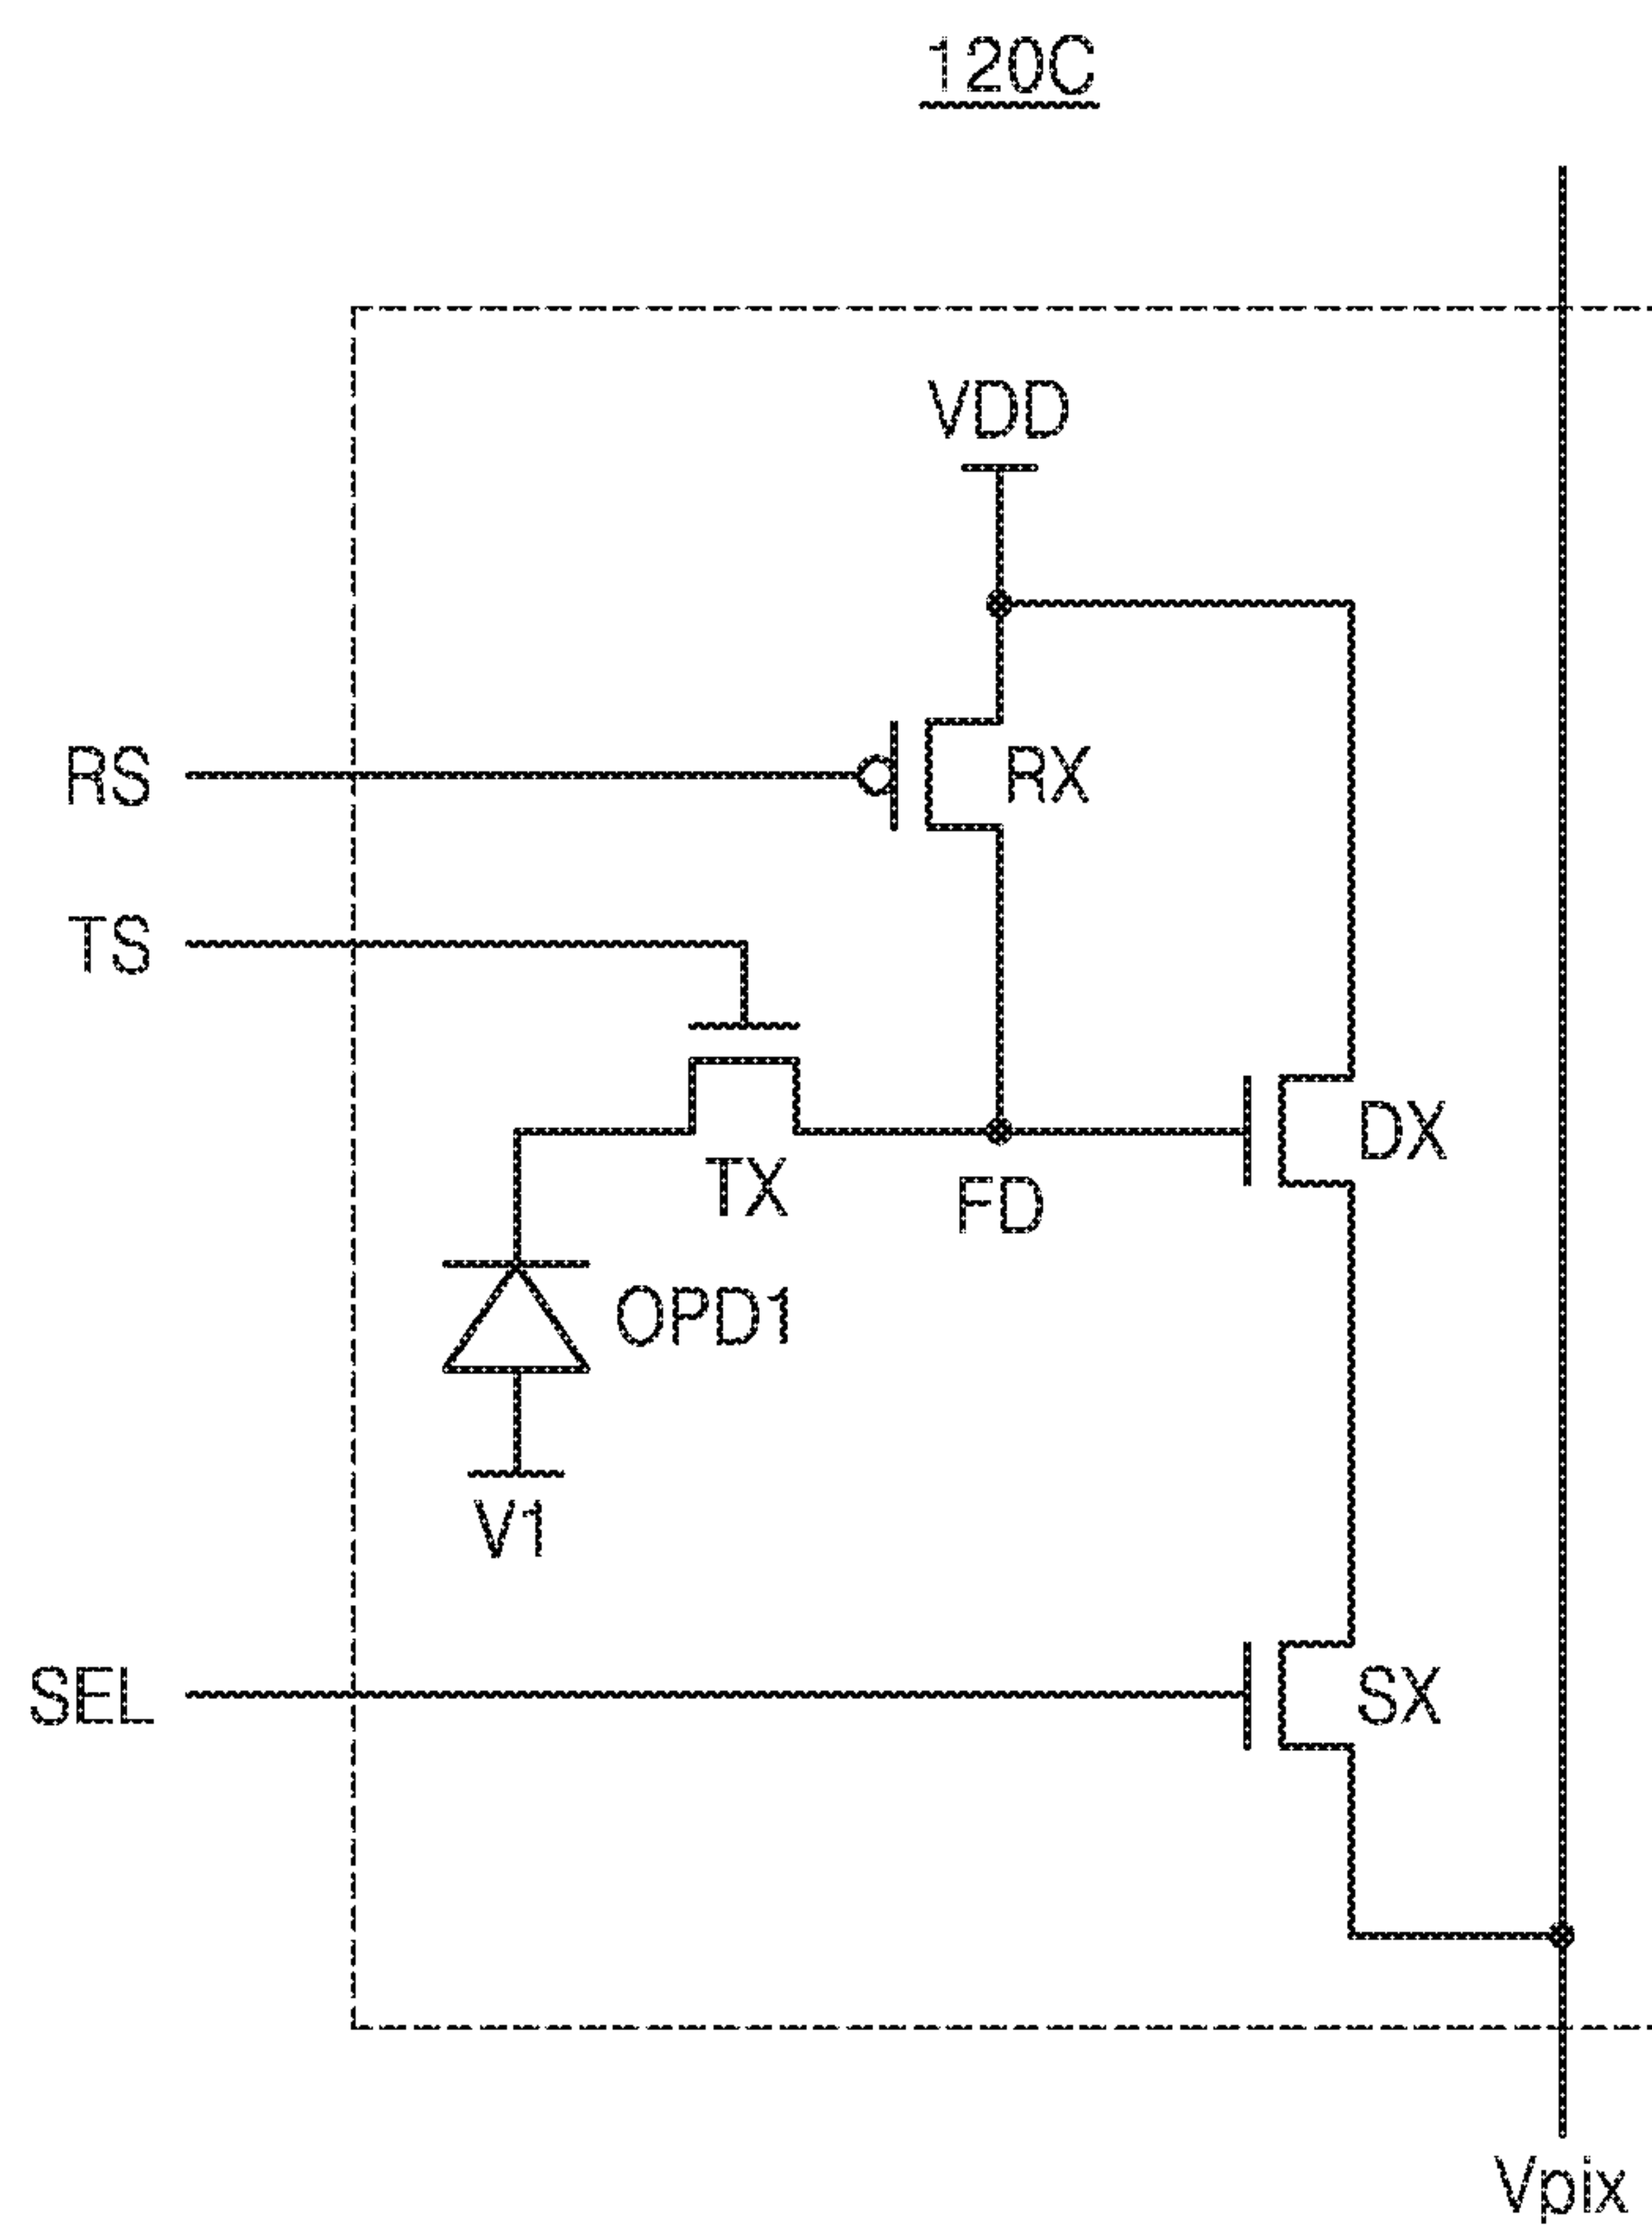 120C
VDD
RS
RX
TS
DX
TX
FD
OPD1
V1
SEL
SX
Vpix